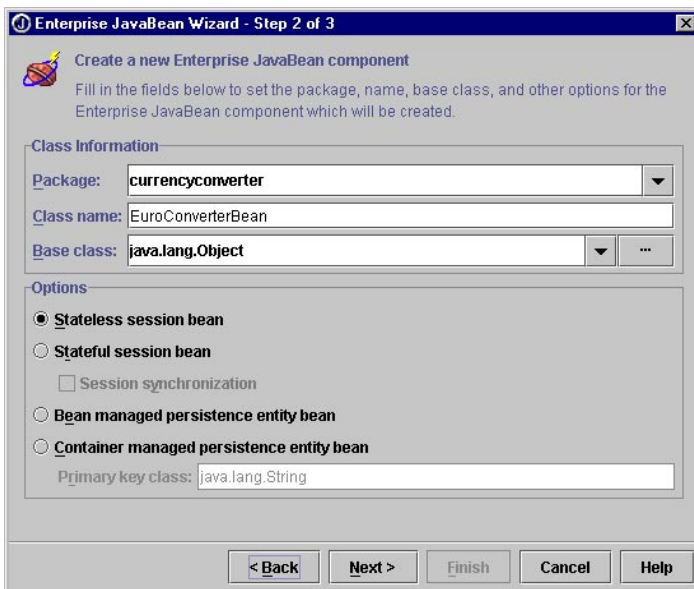 Enterprise JavaBean Wizard - Step 2 of 3
Create a new Enterprise JavaBean component
Fill in the fields below to set the package, name, base class, and other options for the
Enterprise JavaBean component which will be created.
Class Information
Package: currencyconverter
Class name: EuroConverterBean
Base class: java.lang.Object ...
Options
Stateless session bean
Stateful session bean
Session synchronization
Bean managed persistence entity bean
Container managed persistence entity bean
Primary key class: java.lang.String
< Back Next > Finish Cancel Help